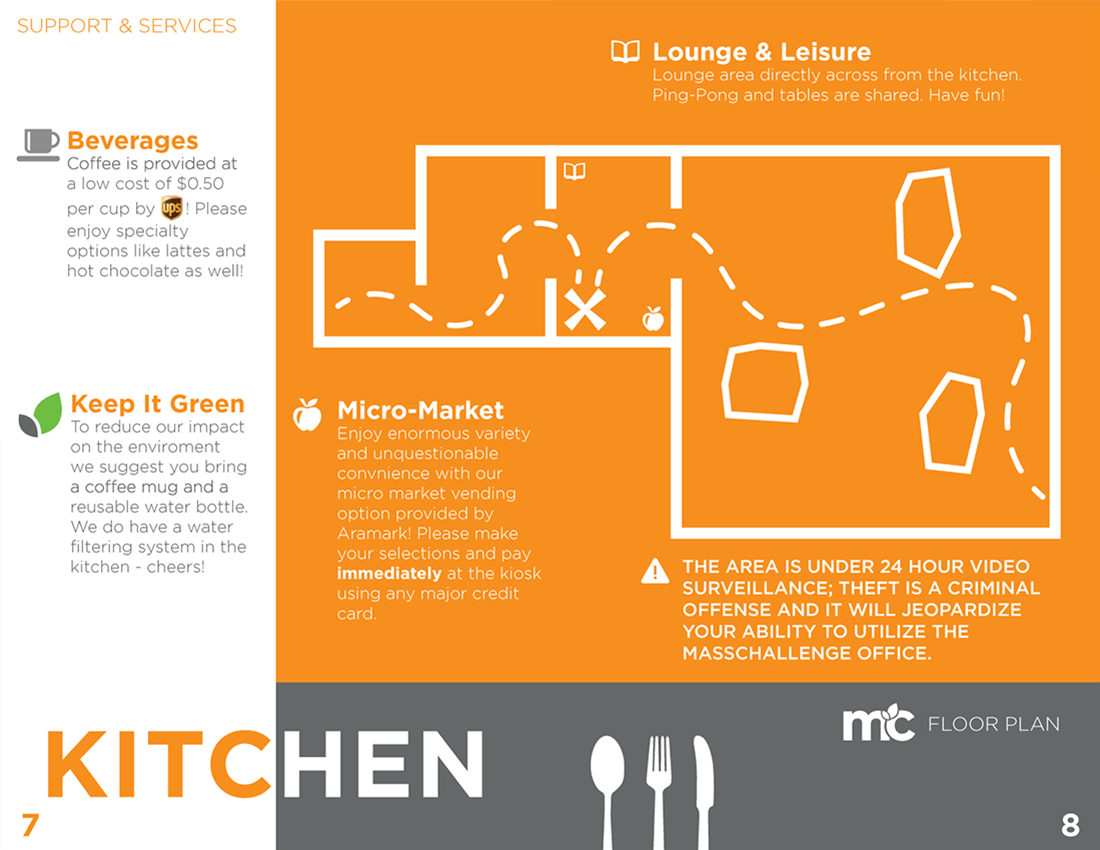 SUPPORT & SERVICES
Beverages
Coffee is provided at
a low cost of $0.50
per cup by ups! Please
enjoy specialty
options like lattes and
hot chocolate as well!
Keep It Green
To reduce our impact
on the enviroment
we suggest you bring
a coffee mug and a
reusable water bottle.
We do have a water
filtering system in the
kitchen - cheers!
Lounge & Leisure
Lounge area directly across from the kitchen.
Ping-Pong and tables are shared. Have fun!
Micro-Market
Enjoy enormous variety
and unquestionable
convnience with our
micro market vending
option provided by
Aramark! Please make
your selections and pay
immediately at the kiosk
using any major credit
card.
THE AREA IS UNDER 24 HOUR VIDEO
SURVEILLANCE; THEFT IS A CRIMINAL
OFFENSE AND IT WILL JEOPARDIZE
YOUR ABILITY TO UTILIZE THE
MASSCHALLENGE OFFICE.
mc FLOOR PLAN
KITCHEN
7
8